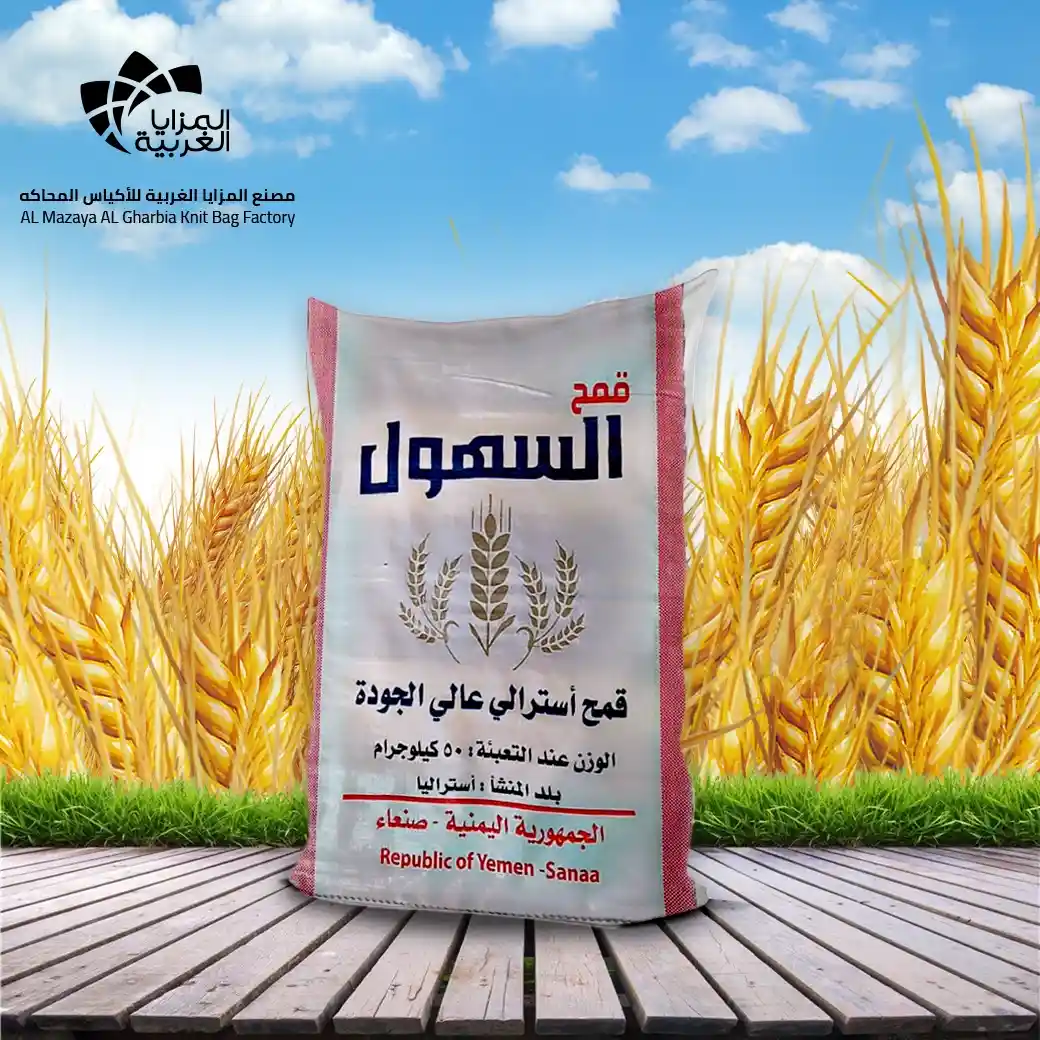 المزايا
الغربية
مصنع المزايا الغربية للأكياس المحاكه
AL Mazaya AL Gharbia Knit Bag Factory
قمح
السهول
قمح أسترالي عالي الجودة
الوزن عند التعبئة : ٥٠ كيلوجرام
بلد المنشأ : أستراليا
الجمهورية اليمنية - صنعاء
Republic of Yemen -Sanaa